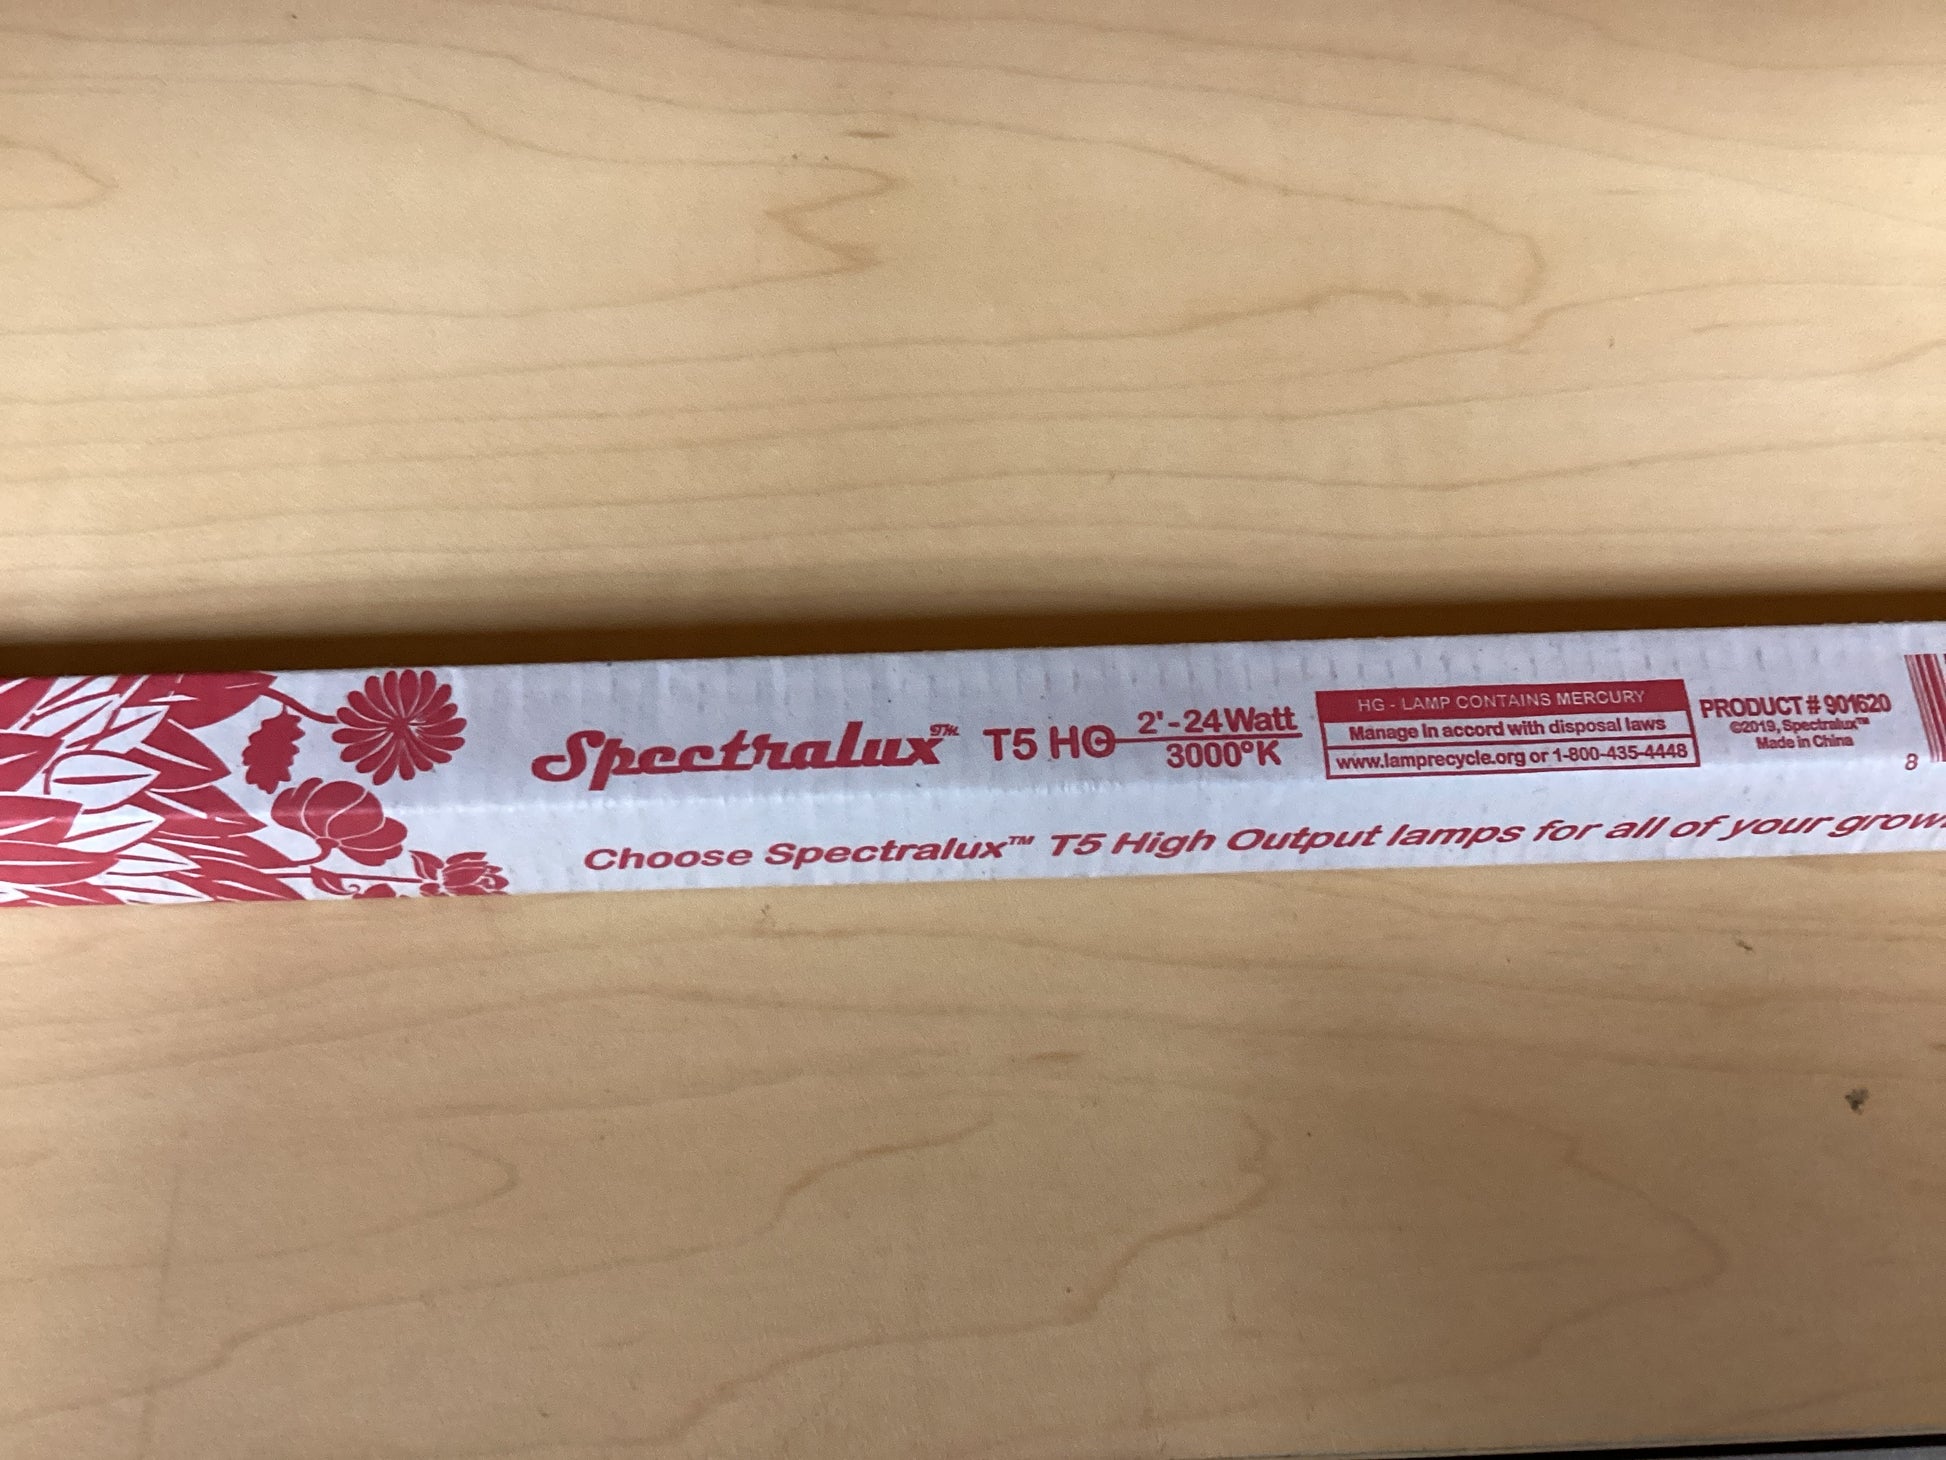 Spectralux™ T5 HO 2'-24 Watt
3000°K
HG - LAMP CONTAINS MERCURY
Manage in accord with disposal laws
www.lamprecycle.org or 1-800-435-4448
PRODUCT # 901620
©2019, Spectralux™
Made in China
8
Choose Spectralux™ T5 High Output lamps for all of your grow